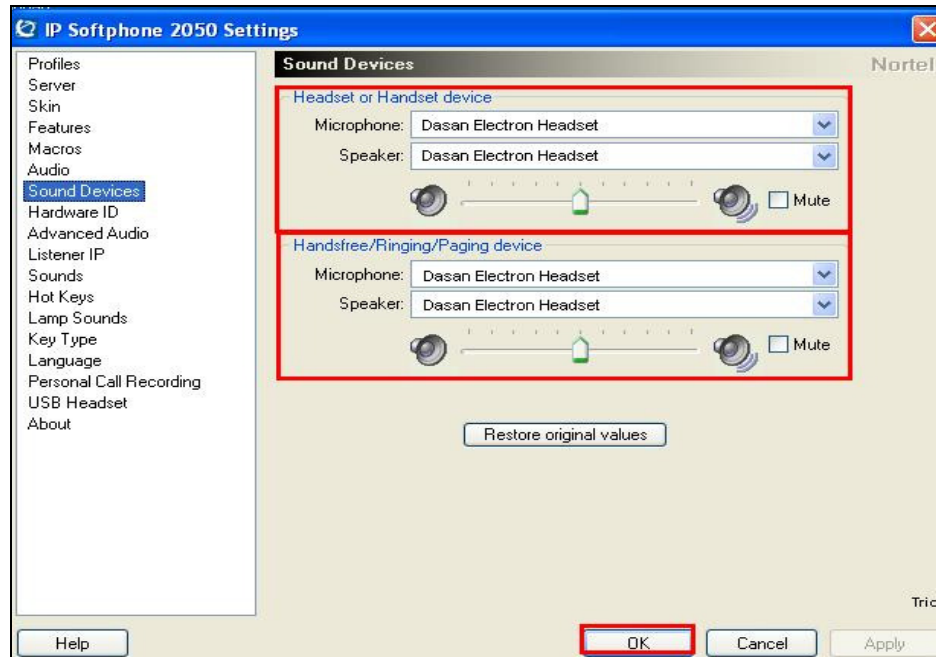 IP Softphone 2050 Settings
Profiles
Server
Skin
Features
Macros
Audio
Sound Devices
Hardware ID
Advanced Audio
Listener IP
Sounds
Hot Keys
Lamp Sounds
Key Type
Language
Personal Call Recording
USB Headset
About
Sound Devices
Nortel
Headset or Handset device
Microphone: Dasan Electron Headset
Speaker: Dasan Electron Headset
Mute
Handsfree/Ringing/Paging device
Microphone: Dasan Electron Headset
Speaker: Dasan Electron Headset
Mute
Restore original values
Help
OK
Cancel
Apply